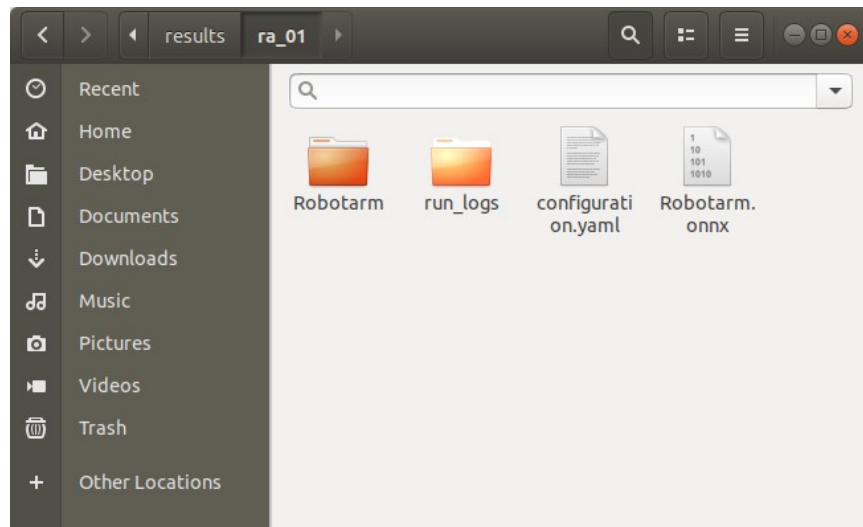 results ra_01
Recent
Home
Desktop
Documents
Downloads
Music
Pictures
Videos
Trash
Other Locations
1
10
101
1010
Robotarm run_logs configurati Robotarm.
on.yaml onnx